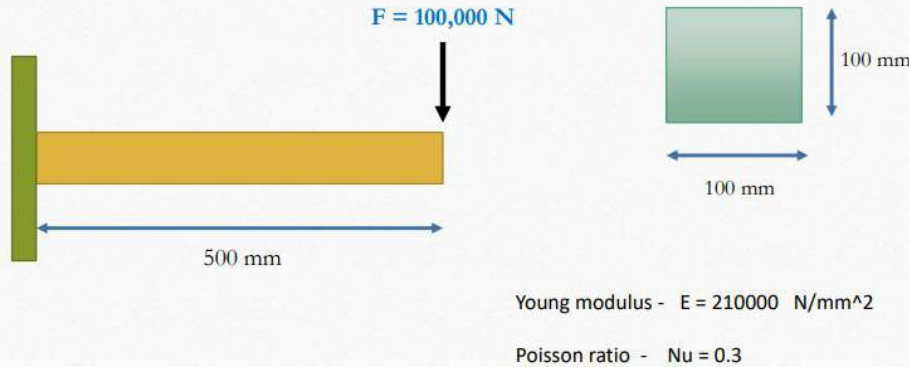 F = 100,000 N
100 mm
100 mm
500 mm
Young modulus - E = 210000 N/mm^2
Poisson ratio - Nu = 0.3